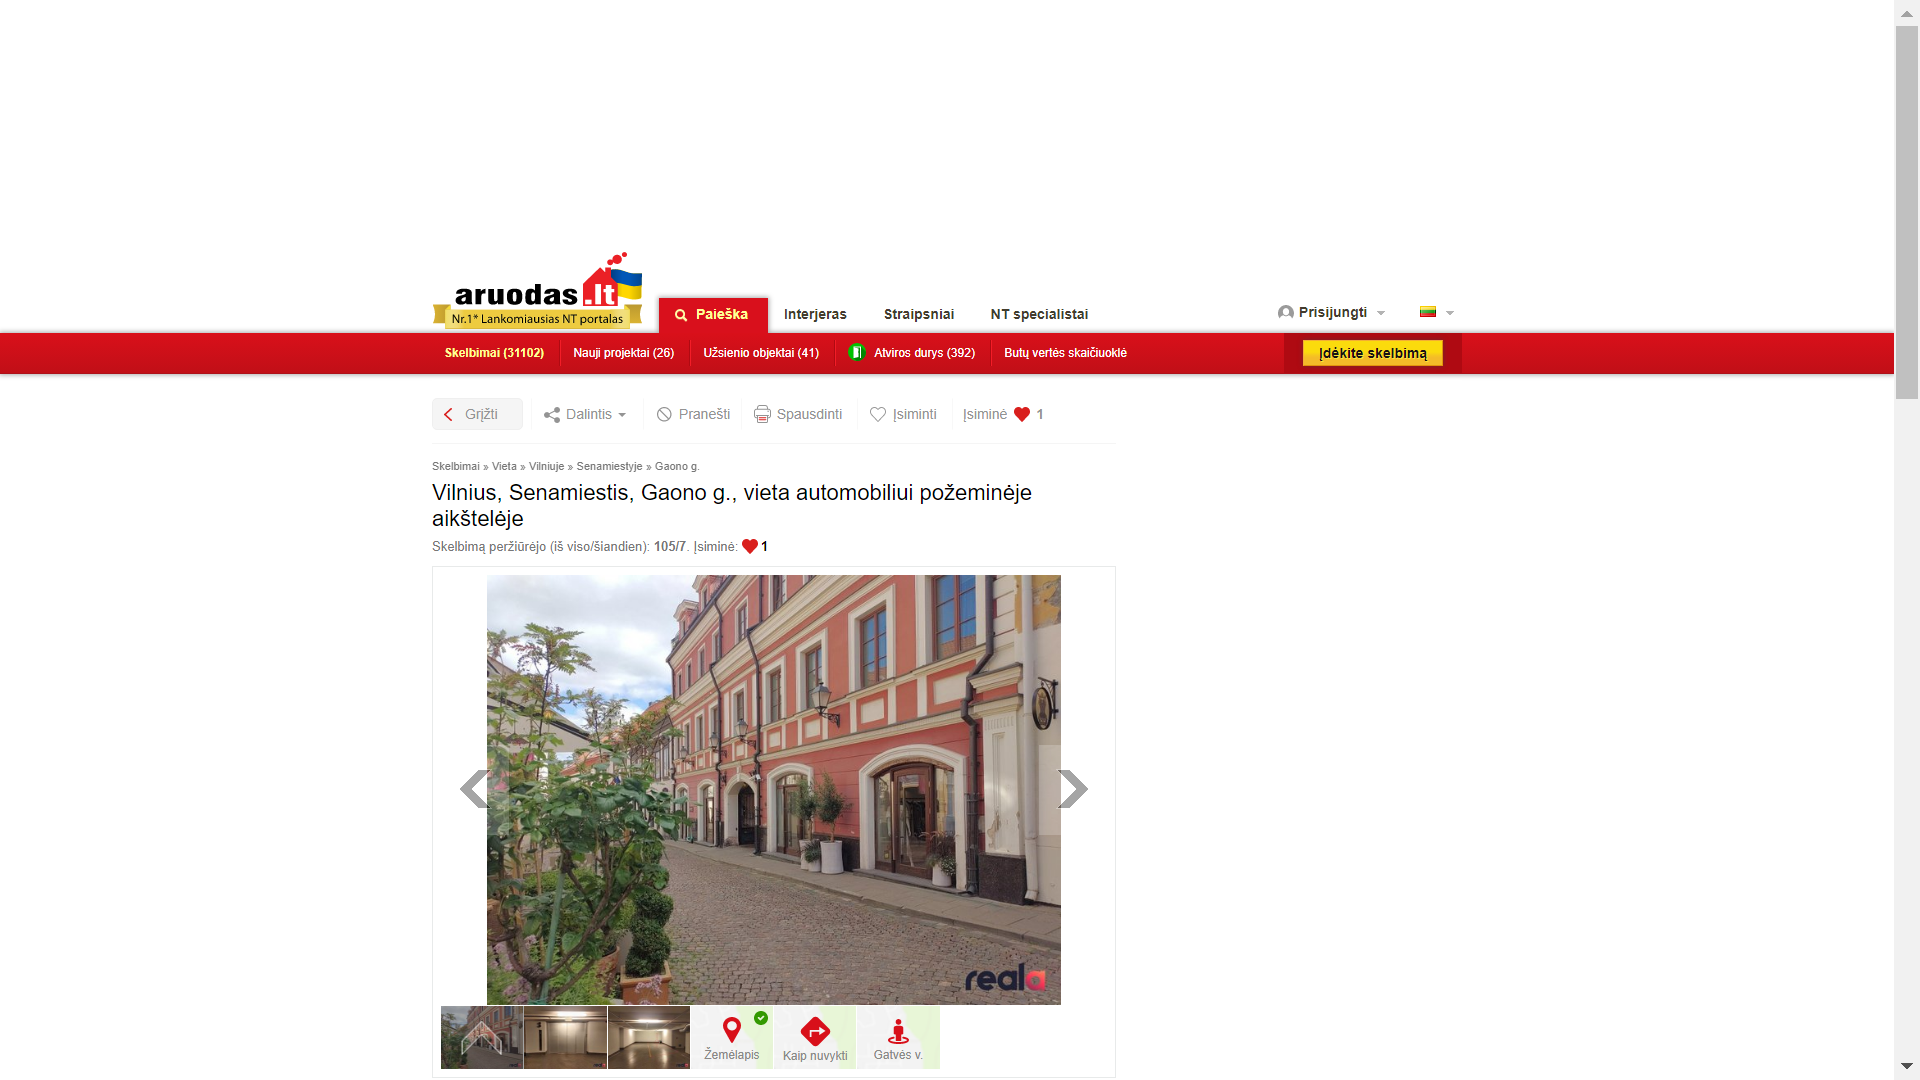 aruodas.lt
Nr.1* Lankomiausias NT portalas
Paieška
Interjeras
Straipsniai
NT specialistai
Prisijungti
Skelbimai (31102)
Nauji projektai (26)
Užsienio objektai (41)
Atviros durys (392)
Butų vertės skaičiuoklė
Įdėkite skelbimą
Grįžti
Dalintis
Pranešti
Spausdinti
Įsiminti
Įsiminė 1
Skelbimai » Vieta » Vilniuje » Senamiestyje » Gaono g.
Vilnius, Senamiestis, Gaono g., vieta automobiliui požeminėje
aikštelėje
Skelbimą peržiūrėjo (iš viso/šiandien): 105/7. Įsiminė: 1
reala
Žemėlapis
Kaip nuvykti
Gatvės v.